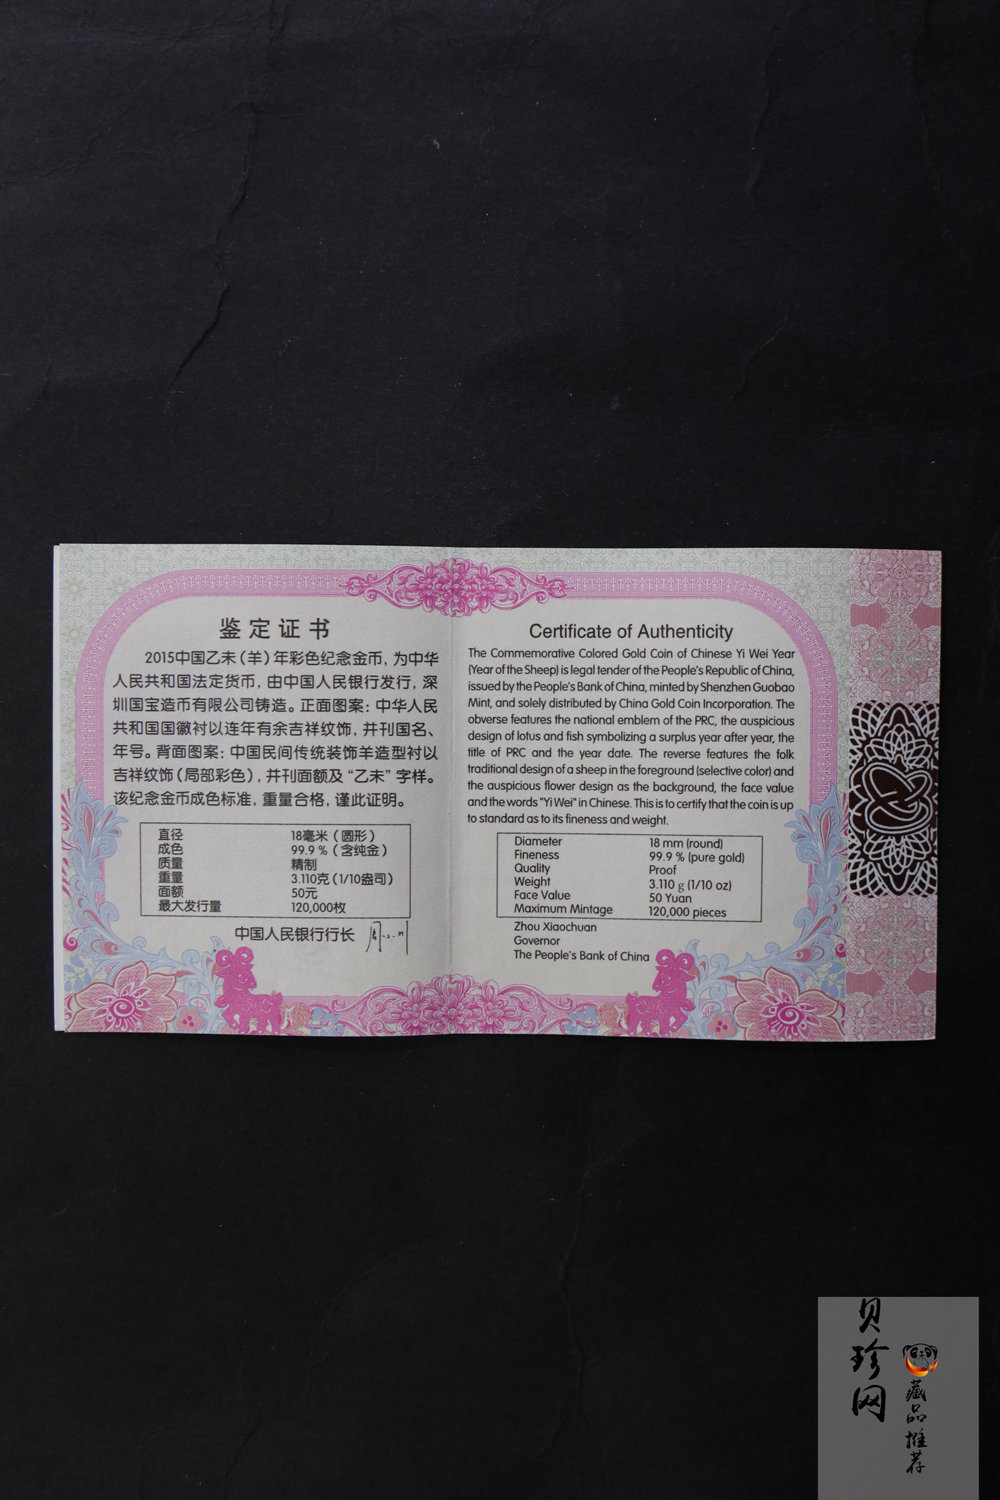 鉴定证书
2015中国乙未（羊）年彩色纪念金币，为中华
人民共和国法定货币，由中国人民银行发行，深
圳国宝造币有限公司铸造。正面图案：中华人民
共和国国徽衬以连年有余吉祥纹饰，并刊国名、
年号。背面图案：中国民间传统装饰羊造型衬以
吉祥纹饰（局部彩色），并刊面额及“乙未”字样。
该纪念金币成色标准，重量合格，谨此证明。
直径 18毫米（圆形）
成色 99.9 %（含纯金）
质量 精制
重量 3.110克（1/10盎司）
面额 50元
最大发行量 120,000枚
中国人民银行行长
Certificate of Authenticity
The Commemorative Colored Gold Coin of Chinese Yi Wei Year
(Year of the Sheep) is legal tender of the People's Republic of China,
issued by the People's Bank of China, minted by Shenzhen Guobao
Mint, and solely distributed by China Gold Coin Incorporation. The
obverse features the national emblem of the PRC, the auspicious
design of lotus and fish symbolizing a surplus year after year, the
title of PRC and the year date. The reverse features the folk
traditional design of a sheep in the foreground (selective color) and
the auspicious flower design as the background, the face value
and the words "Yi Wei" in Chinese. This is to certify that the coin is up
to standard as to its fineness and weight.
Diameter 18 mm (round)
Fineness 99.9 % (pure gold)
Quality Proof
Weight 3.110 g (1/10 oz)
Face Value 50 Yuan
Maximum Mintage 120,000 pieces
Zhou Xiaochuan
Governor
The People's Bank of China
贝珍网
藏品推荐